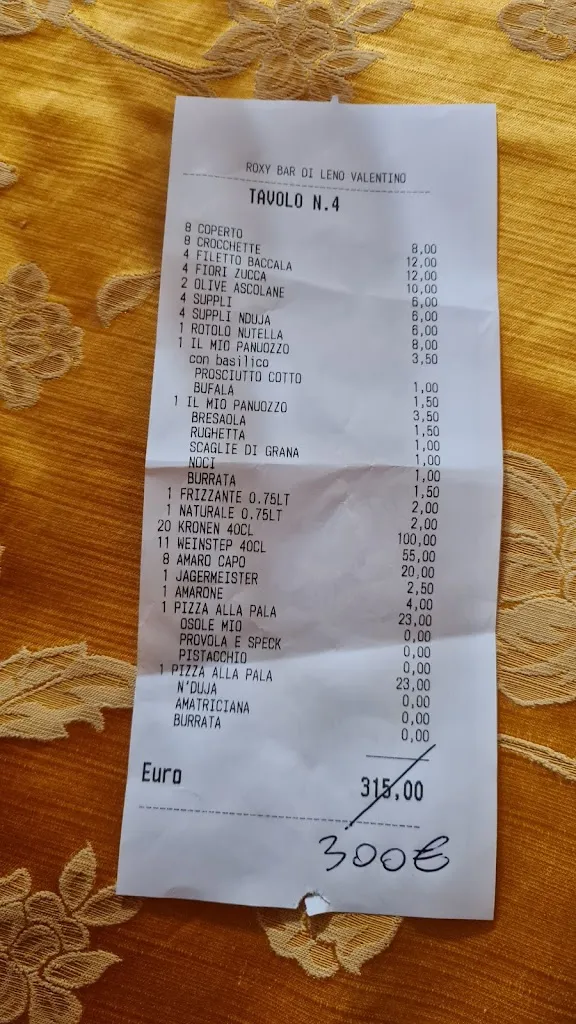 ROXY BAR DI LENO VALENTINO
TAVOLO N.4
8 COPERTO 8,00
8 CROCCHETTE 12,00
4 FILETTO BACCALA 12,00
4 FIORI ZUCCA 10,00
2 OLIVE ASCOLANE 6,00
4 SUPPLI 6,00
4 SUPPLI NDUJA 6,00
1 ROTOLO NUTELLA 8,00
1 IL MIO PANUOZZO 3,50
con basilico
PROSCIUTTO COTTO 1,00
BUFALA 1,50
1 IL MIO PANUOZZO 3,50
BRESAOLA 1,50
RUGHETTA 1,00
SCAGLIE DI GRANA 1,00
NOCI 1,00
BURRATA 1,50
1 FRIZZANTE 0.75LT 2,00
1 NATURALE 0.75LT 2,00
20 KRONEN 40CL 100,00
11 WEINSTEP 40CL 55,00
8 AMARO CAPO 20,00
1 JAGERMEISTER 2,50
1 AMARONE 4,00
1 PIZZA ALLA PALA 23,00
OSOLE MIO 0,00
PROVOLA E SPECK 0,00
PISTACCHIO 0,00
1 PIZZA ALLA PALA 23,00
N'DUJA 0,00
AMATRICIANA 0,00
BURRATA 0,00
Euro 315,00
300€